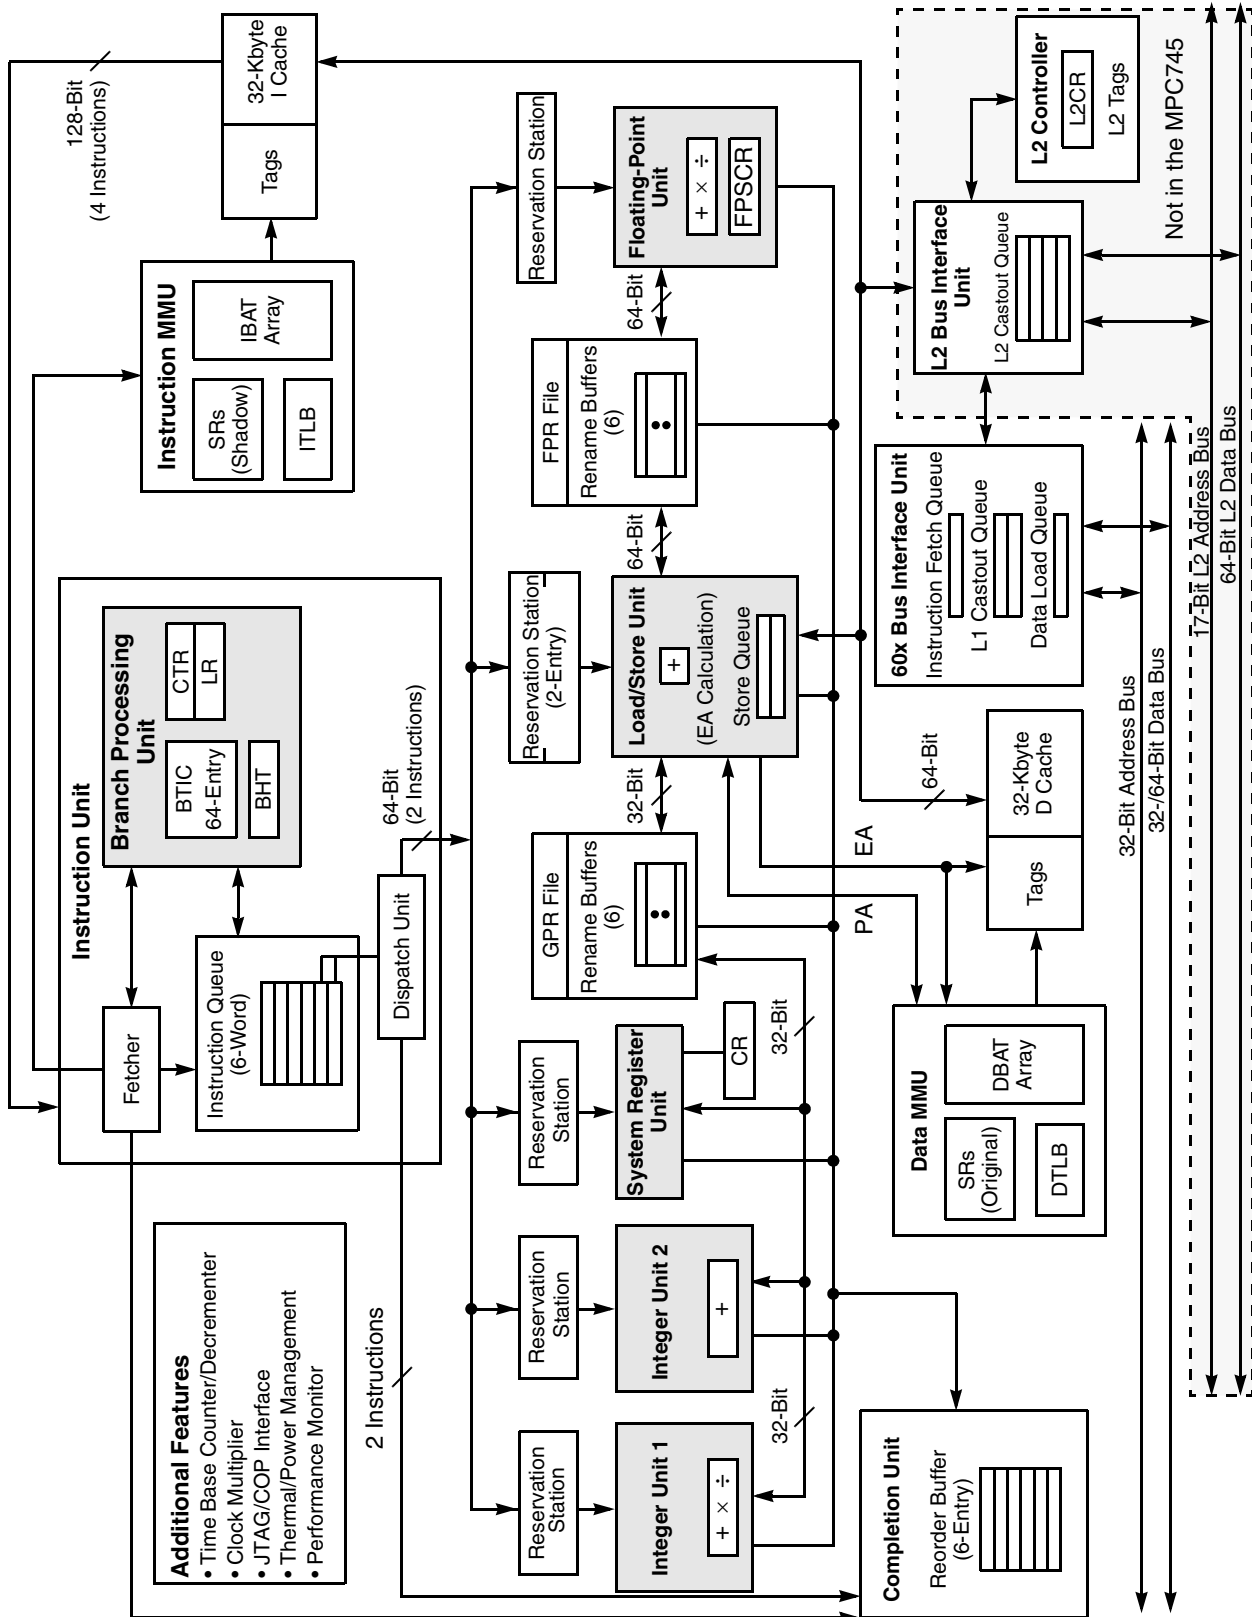 Additional Features
• Time Base Counter/Decrementer
• Clock Multiplier
• JTAG/COP Interface
• Thermal/Power Management
• Performance Monitor
Instruction Unit
Fetcher
Branch Processing
Unit
BTIC
64-Entry
CTR
LR
BHT
Instruction Queue
(6-Word)
Dispatch Unit
64-Bit
(2 Instructions)
2 Instructions
Instruction MMU
SRs
(Shadow)
ITLB
IBAT
Array
Tags
32-Kbyte
I Cache
128-Bit
(4 Instructions)
Reservation
Station
Reservation
Station
Reservation
Station
Reservation Station
(2-Entry)
Reservation Station
Integer Unit 1
+ × ÷
Integer Unit 2
+
System Register
Unit
CR
GPR File
Rename Buffers
(6)
32-Bit
Load/Store Unit
+
(EA Calculation)
Store Queue
64-Bit
FPR File
Rename Buffers
(6)
64-Bit
Floating-Point
Unit
+ × ÷
FPSCR
32-Bit
32-Bit
PA
EA
64-Bit
Completion Unit
Reorder Buffer
(6-Entry)
Data MMU
SRs
(Original)
DTLB
DBAT
Array
Tags
32-Kbyte
D Cache
60x Bus Interface Unit
Instruction Fetch Queue
L1 Castout Queue
Data Load Queue
L2 Bus Interface
Unit
L2 Castout Queue
L2 Controller
L2CR
L2 Tags
Not in the MPC745
32-Bit Address Bus
32-/64-Bit Data Bus
17-Bit L2 Address Bus
64-Bit L2 Data Bus